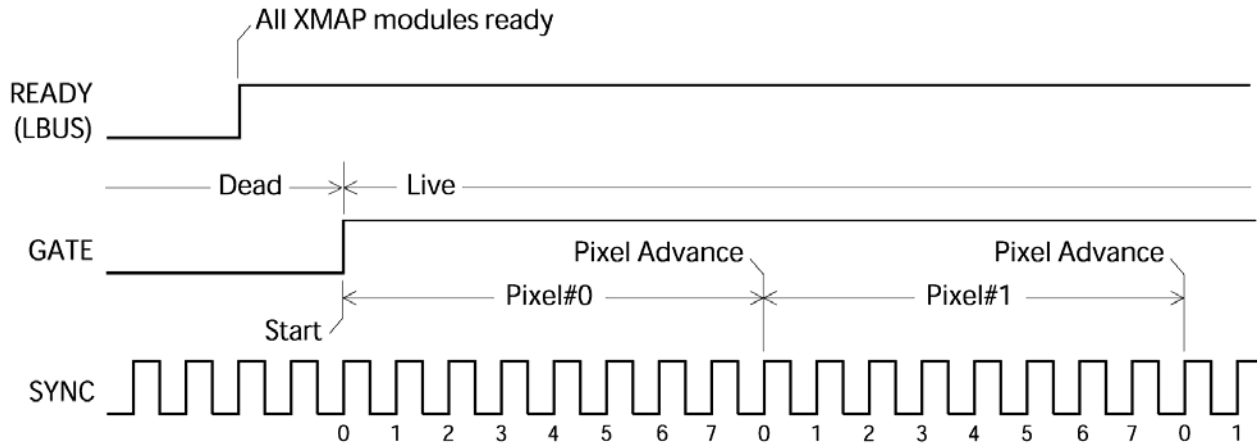 All XMAP modules ready
READY
(LBUS)
Dead
Live
GATE
Pixel Advance
Pixel Advance
Pixel#0
Pixel#1
Start
SYNC
0 1 2 3 4 5 6 7 0 1 2 3 4 5 6 7 0 1